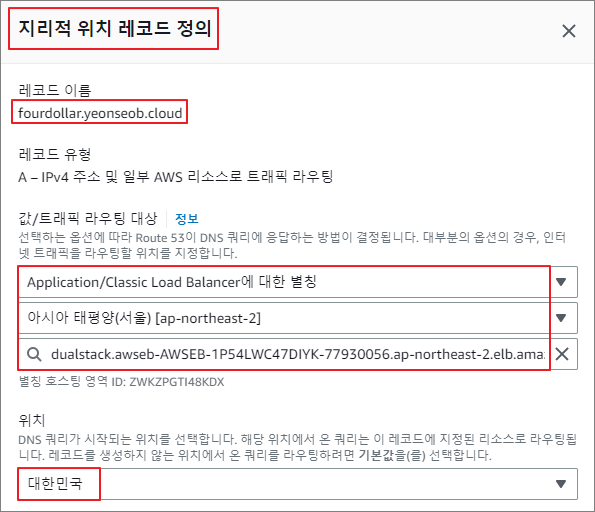 지리적 위치 레코드 정의
레코드 이름
fourdollar.yeonseob.cloud
레코드 유형
A – IPv4 주소 및 일부 AWS 리소스로 트래픽 라우팅
값/트래픽 라우팅 대상 정보
선택하는 옵션에 따라 Route 53이 DNS 쿼리에 응답하는 방법이 결정됩니다. 대부분의 옵션의 경우, 인터
넷 트래픽을 라우팅할 위치를 지정합니다.
Application/Classic Load Balancer에 대한 별칭
아시아 태평양(서울) [ap-northeast-2]
dualstack.awseb-AWSEB-1P54LWC47DIYK-77930056.ap-northeast-2.elb.ama
별칭 호스팅 영역 ID: ZWKZPGTI48KDX
위치
DNS 쿼리가 시작되는 위치를 선택합니다. 해당 위치에서 온 쿼리는 이 레코드에 지정된 리소스로 라우팅됩
니다. 레코드를 생성하지 않는 위치에서 온 쿼리를 라우팅하려면 기본값을(를) 선택합니다.
대한민국